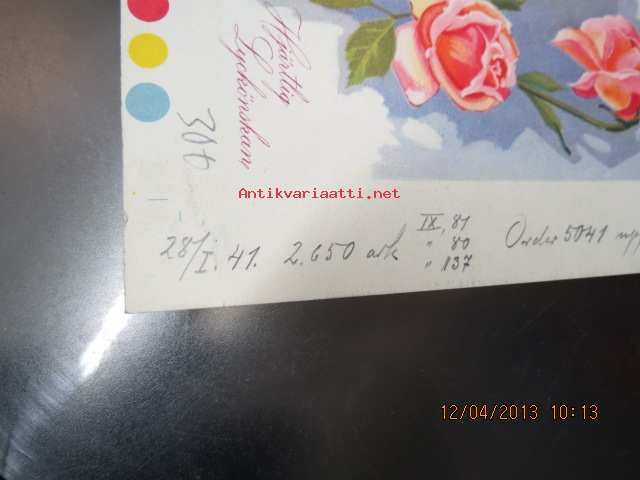 Hjärtlig
Lyckönskan
306
Antikvariaatti.net
28/I.41. 2.650 ark IX, 81
" 80
" 137
Order 5041
12/04/2013 10:13